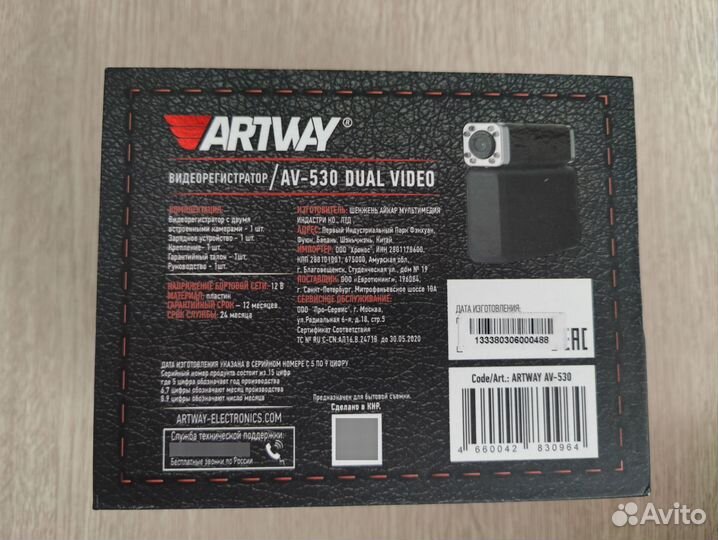 ARTWAY®
ВИДЕОРЕГИСТРАТОР / AV-530 DUAL VIDEO
КОМПЛЕКТАЦИЯ:
Видеорегистратор с двумя
встроенными камерами - 1 шт.
Зарядное устройство - 1 шт.
Крепление- 1 шт.
Гарантийный талон - 1шт.
Руководство - 1 шт.
НАПРЯЖЕНИЕ БОРТОВОЙ СЕТИ: 12 В
МАТЕРИАЛ: пластик
ГАРАНТИЙНЫЙ СРОК – 12 месяцев
СРОК СЛУЖБЫ: 24 месяца
ИЗГОТОВИТЕЛЬ: ШЕНЖЕНЬ АЙКАР МУЛЬТИМЕДИЯ
ИНДАСТРИ КО., ЛТД
АДРЕС: Первый Индустриальный Парк Фэнхуан,
Фуюн, Баоань, Шэньчжэнь, Китай
ИМПОРТЕР: ООО "Хронос", ИНН 2801178600,
КПП 280101001, 675000, Амурская обл.,
г. Благовещенск, Студенческая ул., дом № 19
ПОСТАВЩИК: ООО «Евротюнинг», 196084,
г. Санкт-Петербург, Митрофаньевское шоссе 10А
СЕРВИСНОЕ ОБСЛУЖИВАНИЕ:
ООО "Про-Сервис", г. Москва,
ул.Радиальная 6-я, д.18, стр.5
Сертификат Соответствия
ТС № RU C-CN.АЛ16.В.24718 до 30.05.2020
ДАТА ИЗГОТОВЛЕНИЯ УКАЗАНА В СЕРИЙНОМ НОМЕРЕ С 5 ПО 9 ЦИФРУ
Серийный номер продукта состоит из 15 цифр
где 5 цифра обозначает год производства
6,7 цифры обозначают месяц производства
8,9 цифры обозначают число месяца
ARTWAY-ELECTRONICS.COM
Служба технической поддержки:
Бесплатные звонки по России
Предназначен для бытовой съемки.
Сделано в КНР.
ДАТА ИЗГОТОВЛЕНИЯ:
13380306000488
EAC
Code/Art.: ARTWAY AV-530
4 660042 830964
Avito